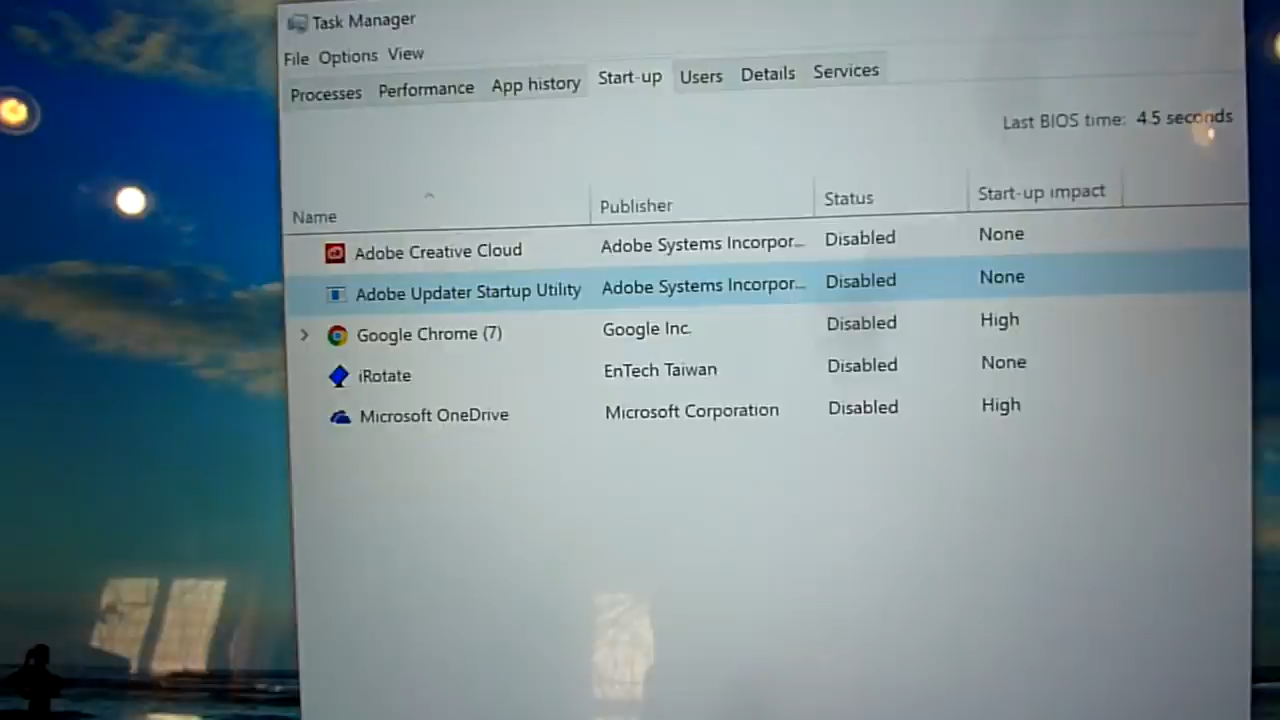 Task Manager
File Options View
Processes Performance App history Start-up Users Details Services
Last BIOS time: 4.5 seconds
Name Publisher Status Start-up impact
Adobe Creative Cloud Adobe Systems Incorpor... Disabled None
Adobe Updater Startup Utility Adobe Systems Incorpor... Disabled None
Google Chrome (7) Google Inc. Disabled High
iRotate EnTech Taiwan Disabled None
Microsoft OneDrive Microsoft Corporation Disabled High